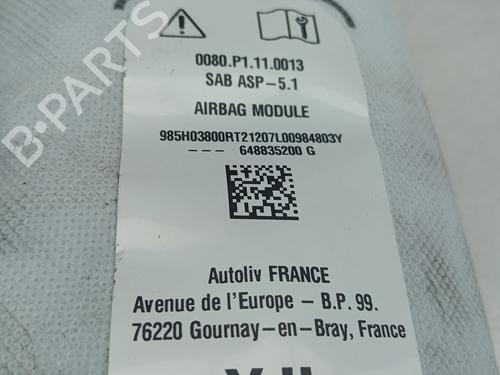 0080.P1.11.0013
SAB ASP-5.1
AIRBAG MODULE
985H03800RT21207L00984803Y
--- 648835200 G
Autoliv FRANCE
Avenue de l'Europe - B.P. 99.
76220 Gournay-en-Bray, France
B-PARTS